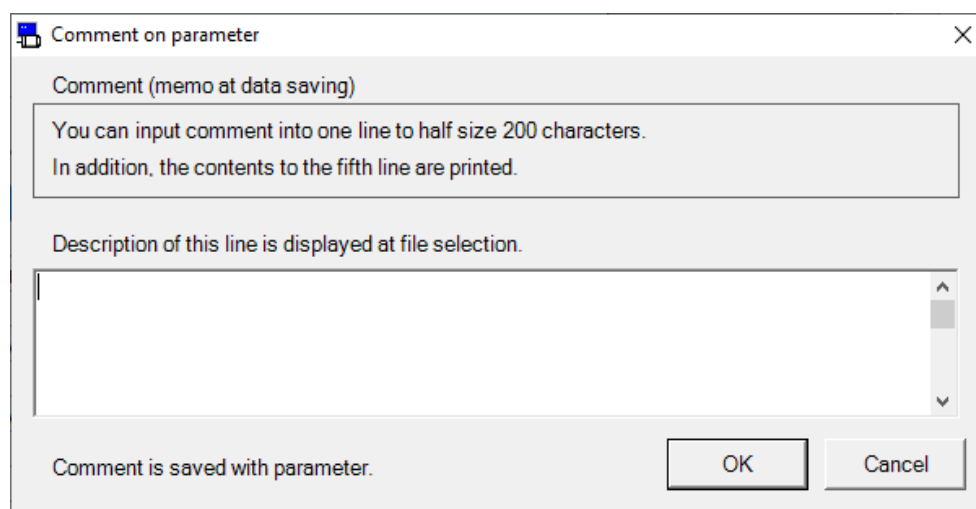 Comment on parameter
Comment (memo at data saving)
You can input comment into one line to half size 200 characters.
In addition, the contents to the fifth line are printed.
Description of this line is displayed at file selection.
Comment is saved with parameter.
OK
Cancel